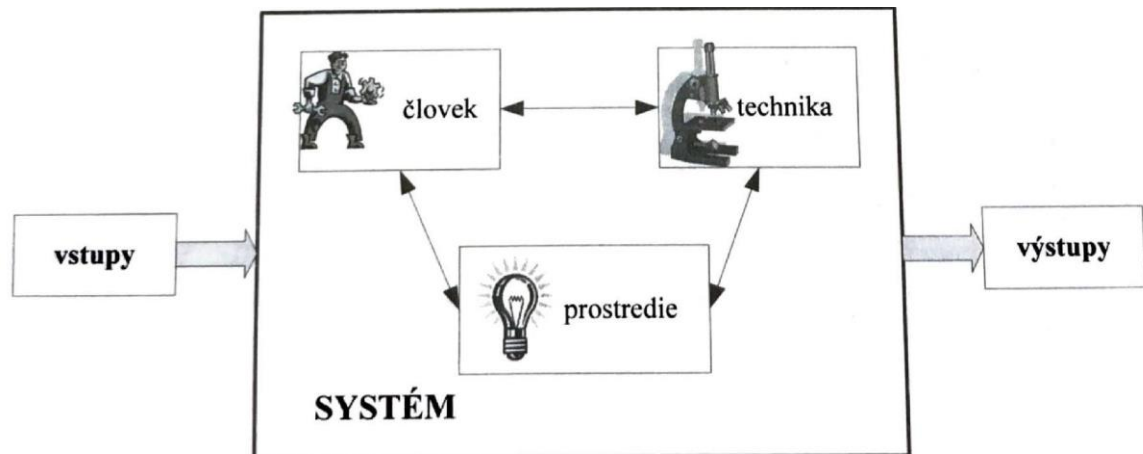 človek
technika
vstupy
výstupy
prostredie
SYSTÉM